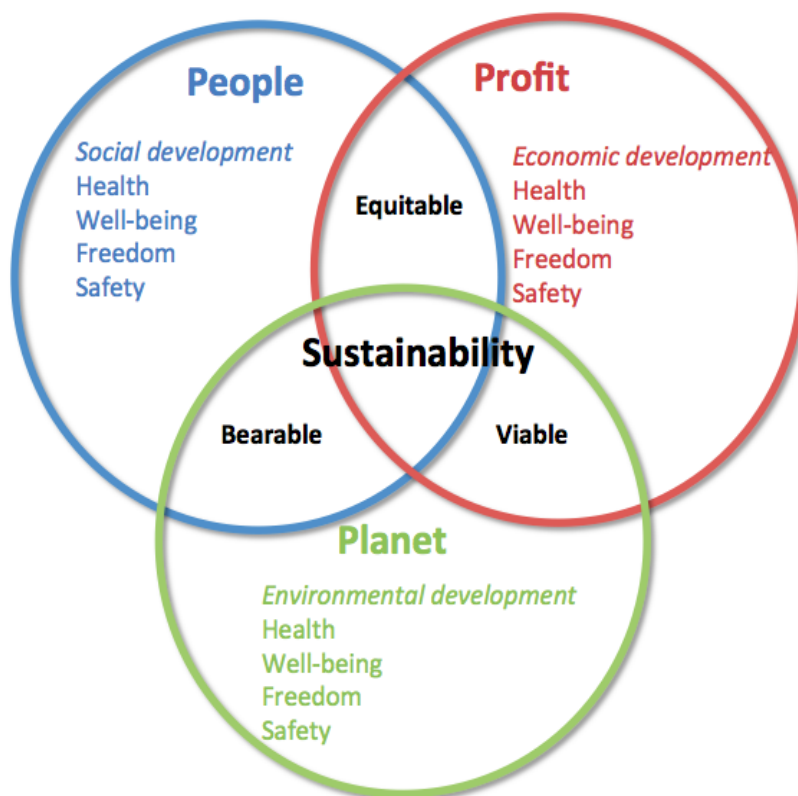 People
Social development
Health
Well-being
Freedom
Safety
Profit
Economic development
Health
Well-being
Freedom
Safety
Equitable
Sustainability
Bearable
Viable
Planet
Environmental development
Health
Well-being
Freedom
Safety